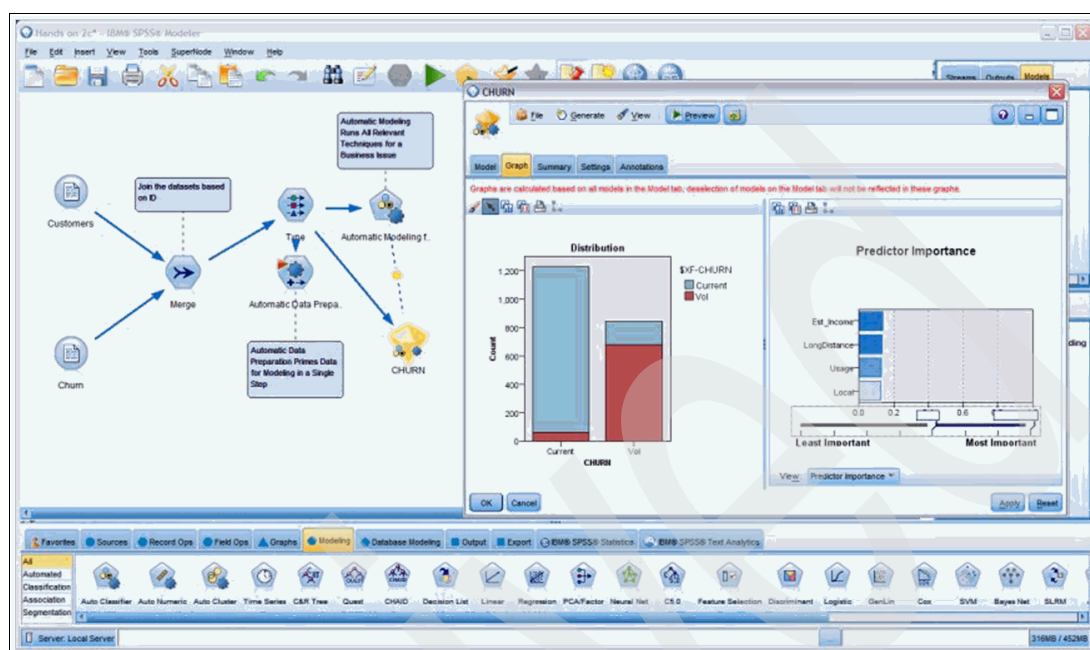 Hands on 2c* - IBM® SPSS® Modeler
File Edit Insert View Tools SuperNode Window Help
Streams Outputs Models
Customers
Churn
Join the datasets based
on ID
Merge
Type
Automatic Modeling
Runs All Relevant
Techniques for a
Business Issue
Automatic Modeling f..
Automatic Data Prepa..
Automatic Data
Preparation Primes Data
for Modeling in a Single
Step
CHURN
CHURN
File Generate View Preview
Model Graph Summary Settings Annotations
Graphs are calculated based on all models in the Model tab, deselection of models on the Model tab will not be reflected in these graphs.
Distribution
1,200
1,000
800
600
400
200
0
Count
Current Vol
CHURN
$XF-CHURN
Current
Vol
Predictor Importance
Est_Income
LongDistance
Usage
Local
0.0 0.2 0.6
Least Important Most Important
View: Predictor Importance
OK Cancel Apply Reset
ding
Favorites Sources Record Ops Field Ops Graphs Modeling Database Modeling Output Export IBM® SPSS® Statistics IBM® SPSS® Text Analytics
All
Automated
Classification
Association
Segmentation
Auto Classifier Auto Numeric Auto Cluster Time Series C&R Tree Quest CHAID Decision List Linear Regression PCA/Factor Neural Net C5.0 Feature Selection Discriminant Logistic GenLin Cox SVM Bayes Net SLRM
Server: Local Server
316MB / 452MB